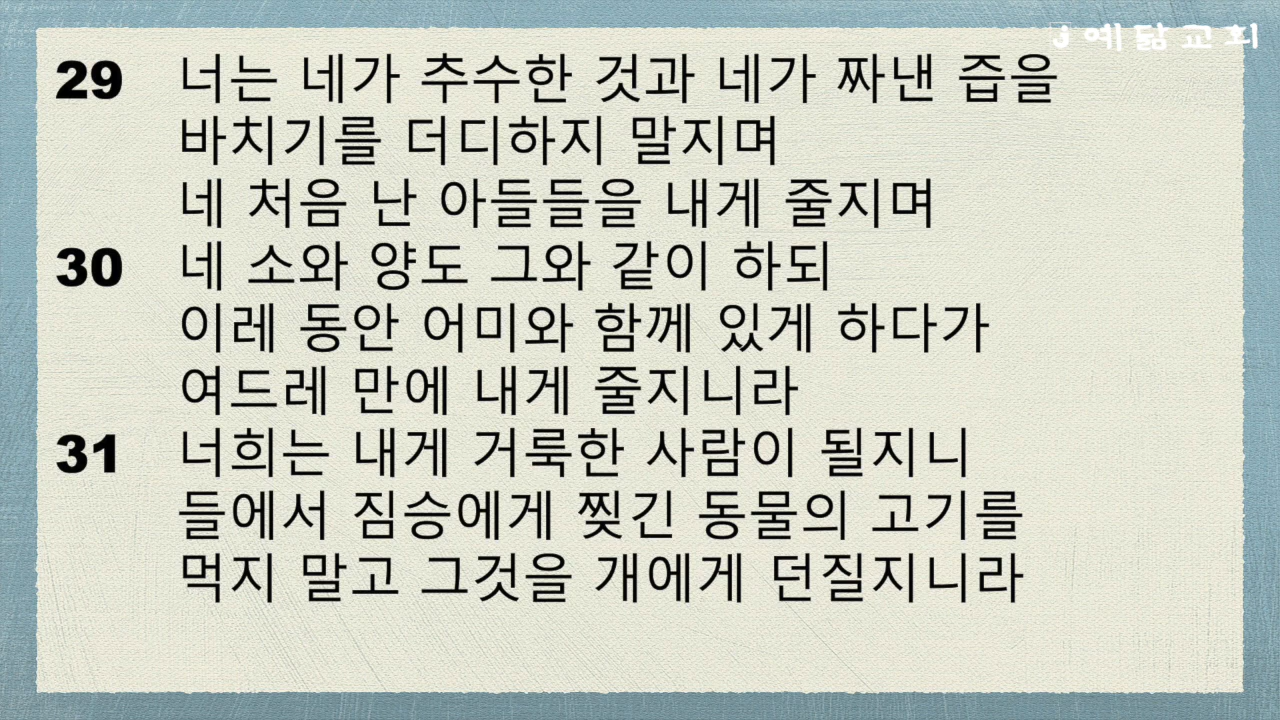 예닮교회
29 너는 네가 추수한 것과 네가 짜낸 즙을
바치기를 더디하지 말지며
네 처음 난 아들들을 내게 줄지며
30 네 소와 양도 그와 같이 하되
이레 동안 어미와 함께 있게 하다가
여드레 만에 내게 줄지니라
31 너희는 내게 거룩한 사람이 될지니
들에서 짐승에게 찢긴 동물의 고기를
먹지 말고 그것을 개에게 던질지니라